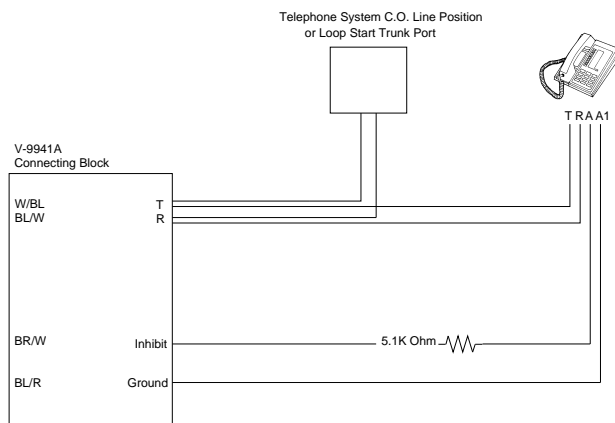 Telephone System C.O. Line Position
or Loop Start Trunk Port
T R A A1
V-9941A
Connecting Block
W/BL T
BL/W R
BR/W Inhibit 5.1K Ohm
BL/R Ground